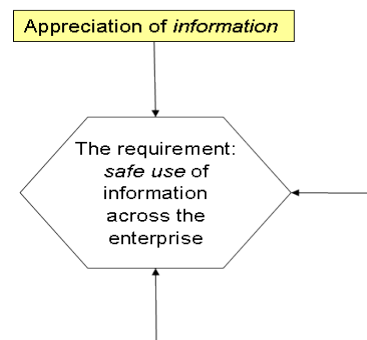 Appreciation of information
The requirement:
safe use of
information
across the
enterprise